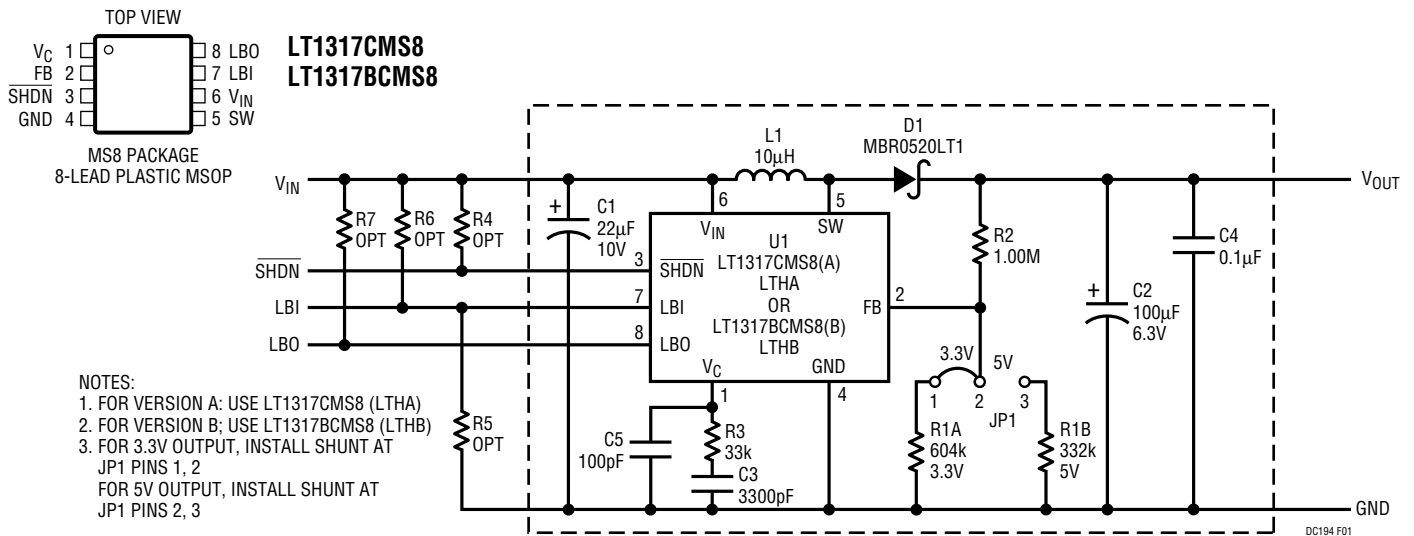 TOP VIEW
VC 1
FB 2
SHDN 3
GND 4
8 LBO
7 LBI
6 VIN
5 SW
MS8 PACKAGE
8-LEAD PLASTIC MSOP
LT1317CMS8
LT1317BCMS8
VIN
SHDN
LBI
LBO
R7
OPT
R6
OPT
R4
OPT
R5
OPT
+
C1
22µF
10V
L1
10µH
D1
MBR0520LT1
6
5
VIN
SW
3
SHDN
7
LBI
8
LBO
U1
LT1317CMS8(A)
LTHA
OR
LT1317BCMS8(B)
LTHB
FB
2
VC
GND
1
4
C5
100pF
R3
33k
C3
3300pF
R2
1.00M
3.3V
5V
1
2
3
JP1
R1A
604k
3.3V
R1B
332k
5V
+
C2
100µF
6.3V
C4
0.1µF
VOUT
GND
NOTES:
1. FOR VERSION A: USE LT1317CMS8 (LTHA)
2. FOR VERSION B; USE LT1317BCMS8 (LTHB)
3. FOR 3.3V OUTPUT, INSTALL SHUNT AT
JP1 PINS 1, 2
FOR 5V OUTPUT, INSTALL SHUNT AT
JP1 PINS 2, 3
DC194 F01